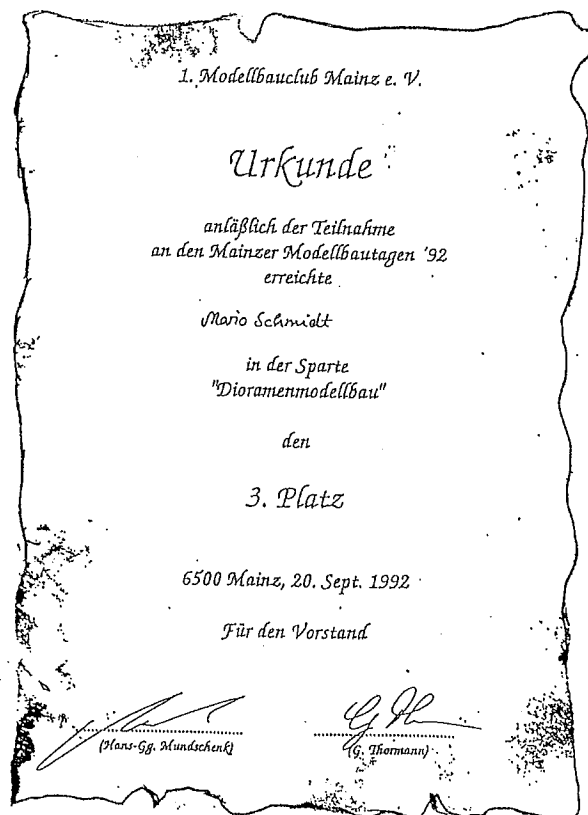 1. Modellbauclub Mainz e. V.
Urkunde
anläßlich der Teilnahme
an den Mainzer Modellbautagen '92
erreichte
Mario Schmidt
in der Sparte
"Dioramenmodellbau"
den
3. Platz
6500 Mainz, 20. Sept. 1992
Für den Vorstand
(Hans-Gg. Mundschenk) (G. Thormann)